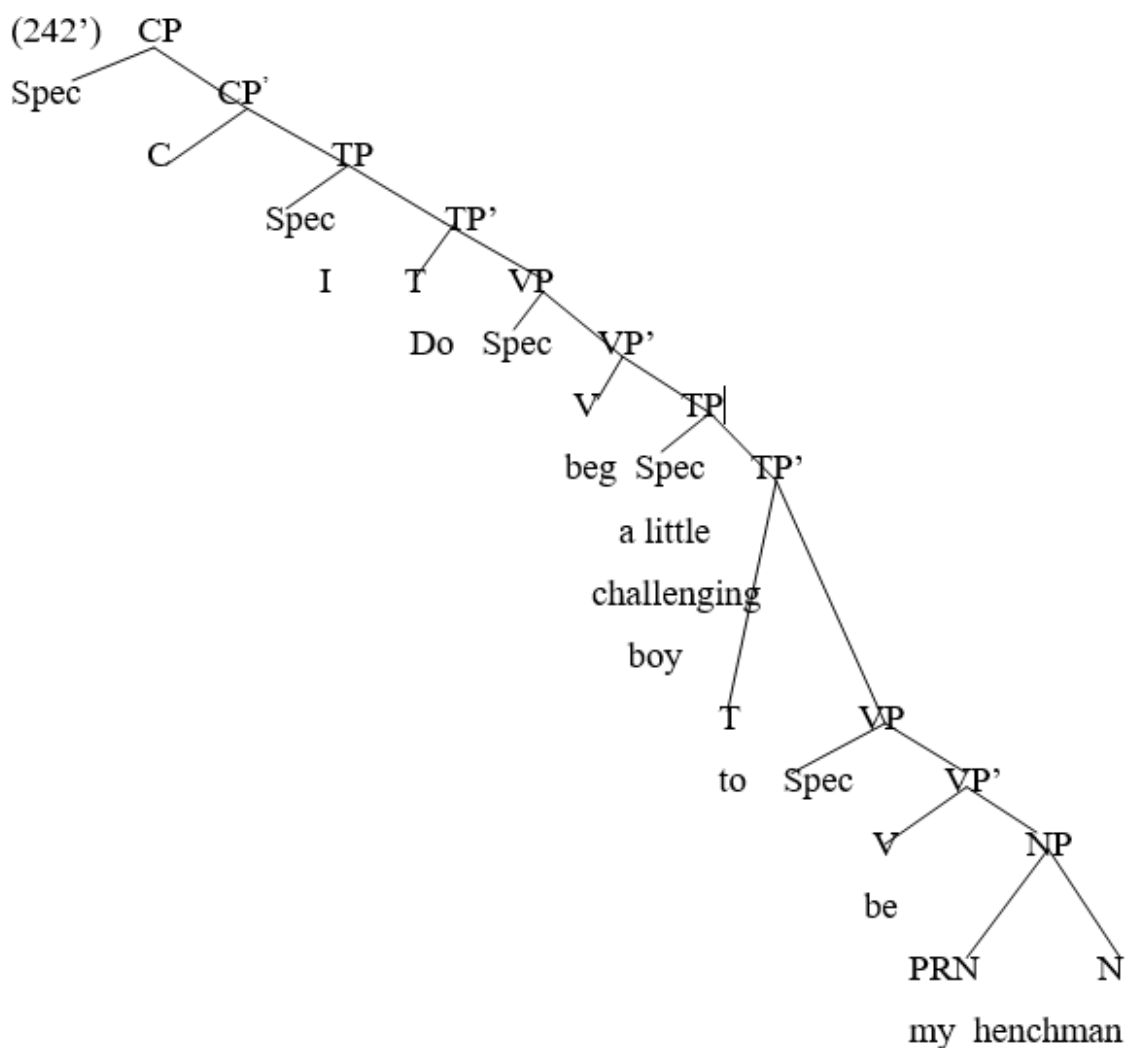 (242’) CP
Spec CP’
C TP
Spec TP’
I T VP
Do Spec VP’
V TP
beg Spec TP’
a little
challenging
boy
T VP
to Spec VP’
V NP
be
PRN N
my henchman